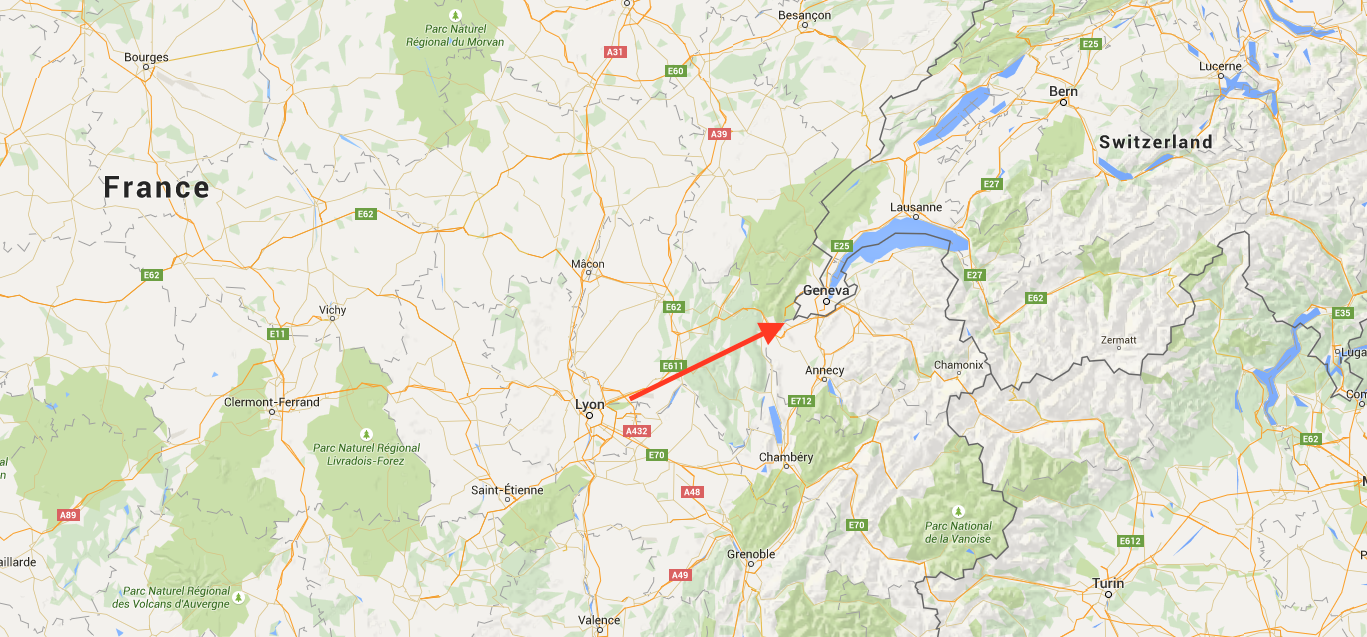 Besançon
Parc Naturel
Régional du Morvan
E25
A31
Bourges
Lucerne
E60
Bern
A39
Switzerland
France
E27
E62
Lausanne
E25
Mâcon
E62
E27
Geneva
E62
E62
Vichy
E35
E11
Zermatt
E611
Chamonix
Annecy
Clermont-Ferrand
Lyon
E712
A432
E62
Parc Naturel Régional
Livradois-Forez
E70
Chambéry
Saint-Étienne
A48
A89
E70
Parc National
de la Vanoise
E612
Grenoble
aillarde
A49
Turin
Parc Naturel Régional
des Volcans d'Auvergne
Valence